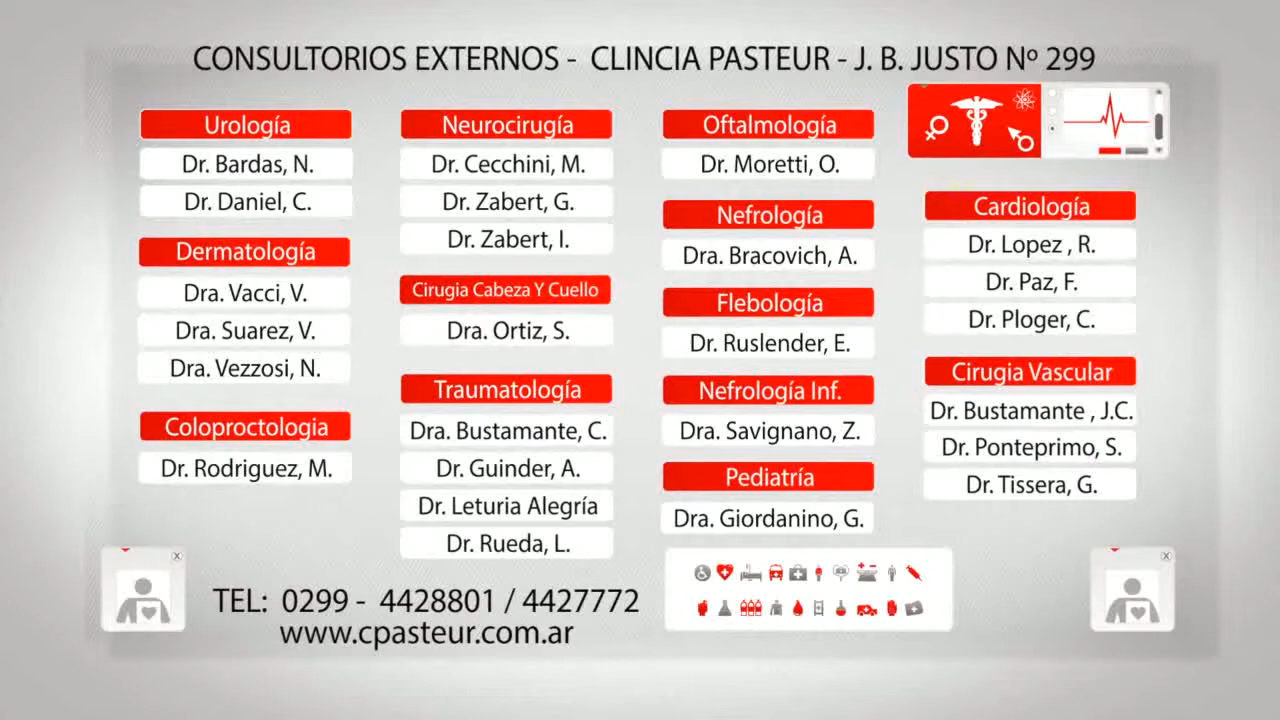 CONSULTORIOS EXTERNOS - CLINCIA PASTEUR - J. B. JUSTO Nº 299
Urología
Dr. Bardas, N.
Dr. Daniel, C.
Dermatología
Dra. Vacci, V.
Dra. Suarez, V.
Dra. Vezzosi, N.
Coloproctologia
Dr. Rodriguez, M.
Neurocirugía
Dr. Cecchini, M.
Dr. Zabert, G.
Dr. Zabert, I.
Cirugia Cabeza Y Cuello
Dra. Ortiz, S.
Traumatología
Dra. Bustamante, C.
Dr. Guinder, A.
Dr. Leturia Alegría
Dr. Rueda, L.
Oftalmología
Dr. Moretti, O.
Nefrología
Dra. Bracovich, A.
Flebología
Dr. Ruslender, E.
Nefrología Inf.
Dra. Savignano, Z.
Pediatría
Dra. Giordanino, G.
Cardiología
Dr. Lopez , R.
Dr. Paz, F.
Dr. Ploger, C.
Cirugia Vascular
Dr. Bustamante , J.C.
Dr. Ponteprimo, S.
Dr. Tissera, G.
TEL: 0299 - 4428801 / 4427772
www.cpasteur.com.ar